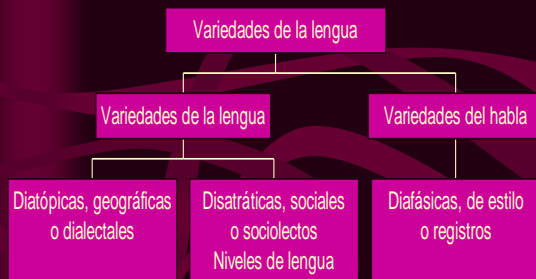 Variedades de la lengua
Variedades de la lengua
Variedades del habla
Diatópicas, geográficas
o dialectales
Disatráticas, sociales
o sociolectos
Niveles de lengua
Diafásicas, de estilo
o registros